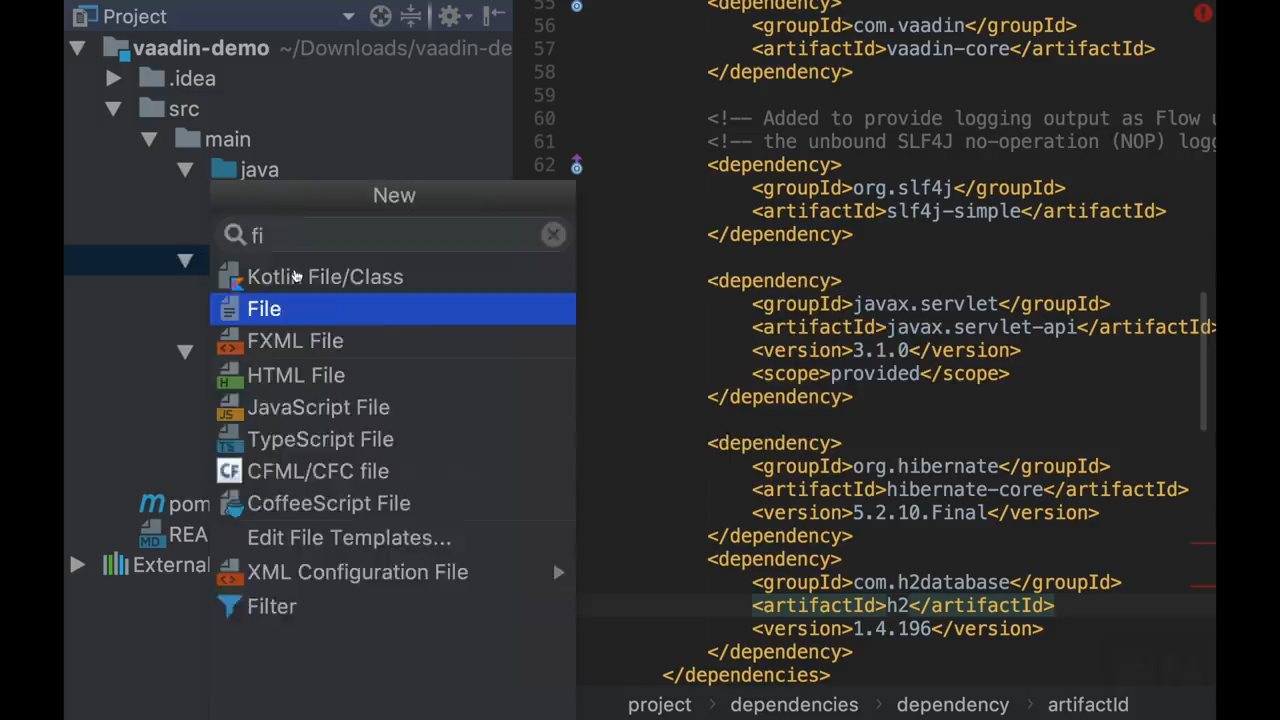 Project
vaadin-demo ~/Downloads/vaadin-de
.idea
src
main
java
New
fi
Kotlin File/Class
File
FXML File
HTML File
JavaScript File
TypeScript File
CFML/CFC file
CoffeeScript File
Edit File Templates...
XML Configuration File
Filter
pom
REA
External
55 <dependency>
56 <groupId>com.vaadin</groupId>
57 <artifactId>vaadin-core</artifactId>
58 </dependency>
59
60 <!-- Added to provide logging output as Flow u
61 <!-- the unbound SLF4J no-operation (NOP) logg
62 <dependency>
<groupId>org.slf4j</groupId>
<artifactId>slf4j-simple</artifactId>
</dependency>
<dependency>
<groupId>javax.servlet</groupId>
<artifactId>javax.servlet-api</artifactId>
<version>3.1.0</version>
<scope>provided</scope>
</dependency>
<dependency>
<groupId>org.hibernate</groupId>
<artifactId>hibernate-core</artifactId>
<version>5.2.10.Final</version>
</dependency>
<dependency>
<groupId>com.h2database</groupId>
<artifactId>h2</artifactId>
<version>1.4.196</version>
</dependency>
</dependencies>
project > dependencies > dependency > artifactId